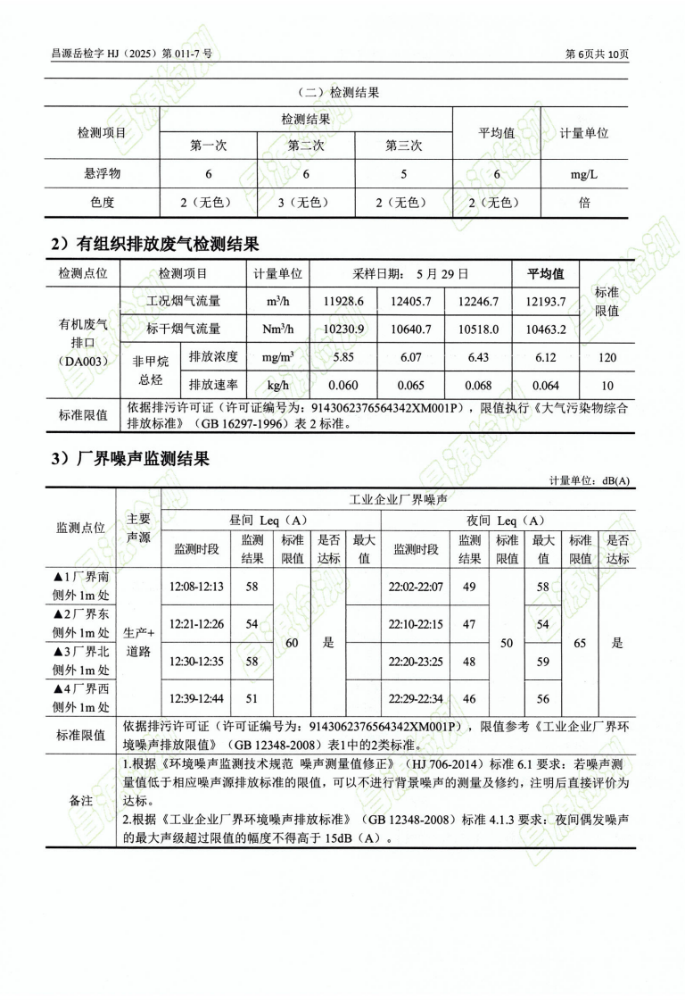 昌源岳检字 HJ（2025）第 011-7 号
第 6页共 10页
（二）检测结果
检测项目 检测结果 平均值 计量单位
第一次 第二次 第三次
悬浮物 6 6 5 6 mg/L
色度 2（无色） 3（无色） 2（无色） 2（无色） 倍
2）有组织排放废气检测结果
检测点位 检测项目 计量单位 采样日期： 5 月 29 日 平均值 标准
限值
有机废气
排口
（DA003）
工况烟气流量 m³/h 11928.6 12405.7 12246.7 12193.7
标干烟气流量 Nm³/h 10230.9 10640.7 10518.0 10463.2
非甲烷
总烃
排放浓度 mg/m³ 5.85 6.07 6.43 6.12 120
排放速率 kg/h 0.060 0.065 0.068 0.064 10
标准限值
依据排污许可证（许可证编号为：9143062376564342XM001P），限值执行《大气污染物综合
排放标准》（GB 16297-1996）表 2 标准。
3）厂界噪声监测结果
计量单位：dB(A)
监测点位 主要
声源
工业企业厂界噪声
昼间 Leq（A） 夜间 Leq（A）
监测时段 监测
结果
标准
限值
是否
达标
最大
值
监测时段 监测
结果
标准
限值
最大
值
标准
限值
是否
达标
▲1厂界南
侧外 1m 处
生产+
道路
12:08-12:13 58 60 是 22:02-22:07 49 50 58 65 是
▲2厂界东
侧外 1m 处
12:21-12:26 54 22:10-22:15 47 54
▲3厂界北
侧外 1m 处
12:30-12:35 58 22:20-23:25 48 59
▲4厂界西
侧外 1m 处
12:39-12:44 51 22:29-22:34 46 56
标准限值
依据排污许可证（许可证编号为：9143062376564342XM001P），限值参考《工业企业厂界环
境噪声排放限值》（GB 12348-2008）表1中的2类标准。
备注
1.根据《环境噪声监测技术规范 噪声测量值修正》（HJ 706-2014）标准 6.1 要求：若噪声测
量值低于相应噪声源排放标准的限值，可以不进行背景噪声的测量及修约，注明后直接评价为
达标。
2.根据《工业企业厂界环境噪声排放标准》（GB 12348-2008）标准 4.1.3 要求：夜间偶发噪声
的最大声级超过限值的幅度不得高于 15dB（A）。
昌源检测